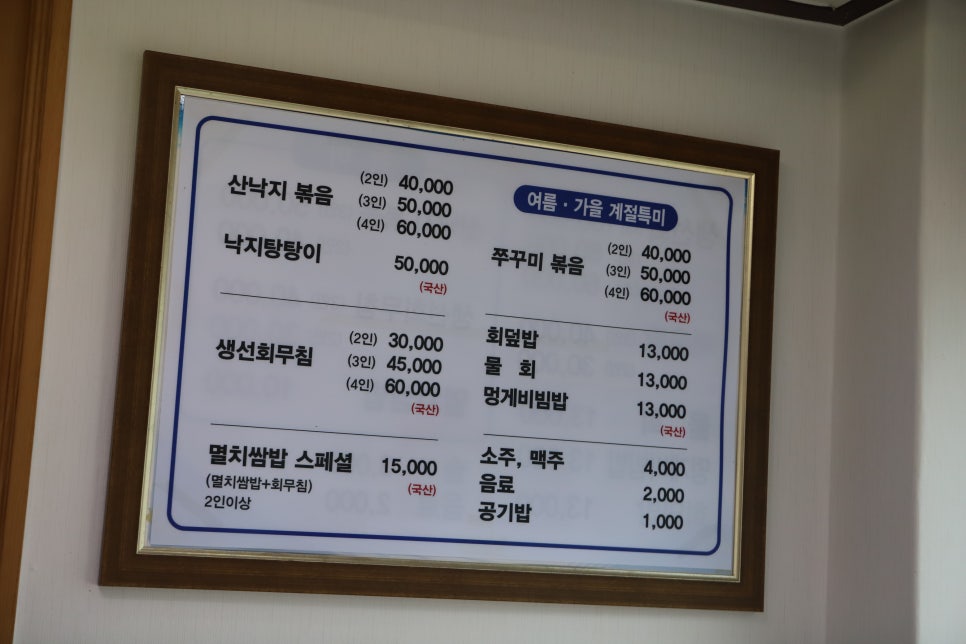 산낙지 볶음 (2인) 40,000
(3인) 50,000
(4인) 60,000
낙지탕탕이 50,000
(국산)
생선회무침 (2인) 30,000
(3인) 45,000
(4인) 60,000
(국산)
멸치쌈밥 스페셜 15,000
(멸치쌈밥+회무침) (국산)
2인이상
여름 · 가을 계절특미
쭈꾸미 볶음 (2인) 40,000
(3인) 50,000
(4인) 60,000
(국산)
회덮밥 13,000
물 회 13,000
멍게비빔밥 13,000
(국산)
소주, 맥주 4,000
음료 2,000
공기밥 1,000